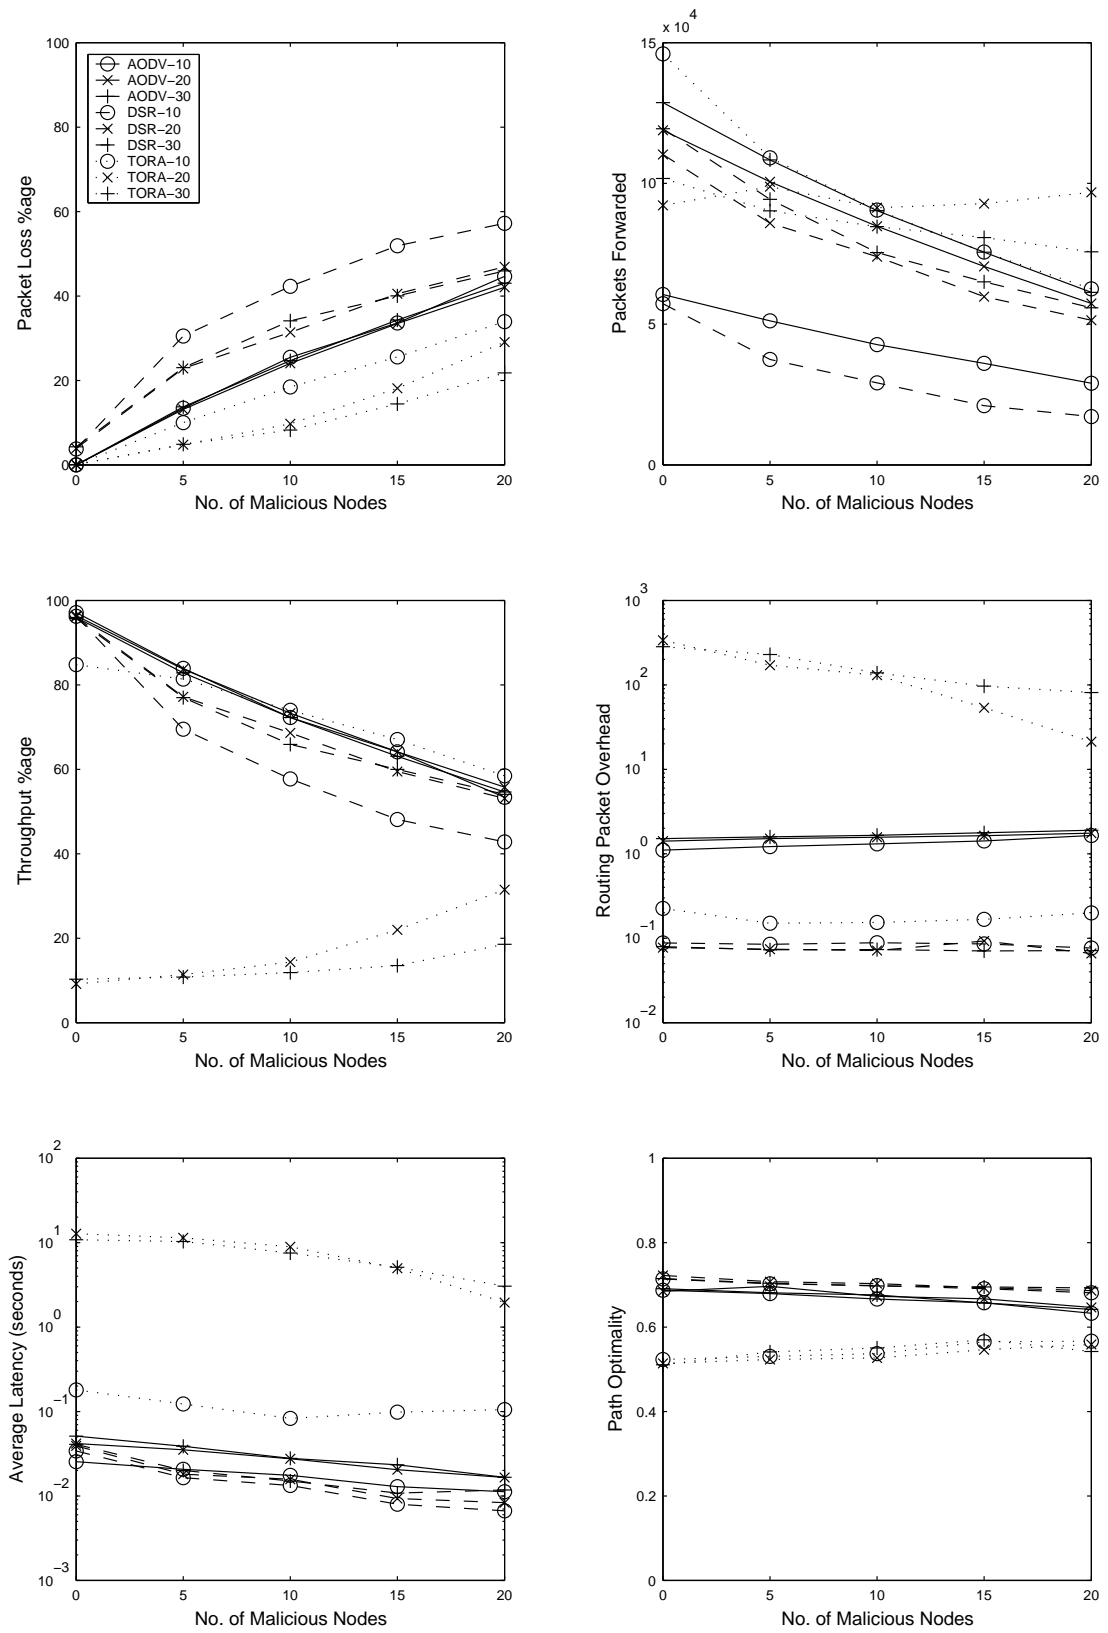 x 10^4
100
80
60
40
20
0
Packet Loss %age
AODV−10
AODV−20
AODV−30
DSR−10
DSR−20
DSR−30
TORA−10
TORA−20
TORA−30
0 5 10 15 20
No. of Malicious Nodes
15
10
5
0
Packets Forwarded
0 5 10 15 20
No. of Malicious Nodes
100
80
60
40
20
0
Throughput %age
0 5 10 15 20
No. of Malicious Nodes
10^3
10^2
10^1
10^0
10^−1
10^−2
Routing Packet Overhead
0 5 10 15 20
No. of Malicious Nodes
10^2
10^1
10^0
10^−1
10^−2
10^−3
Average Latency (seconds)
0 5 10 15 20
No. of Malicious Nodes
1
0.8
0.6
0.4
0.2
0
Path Optimality
0 5 10 15 20
No. of Malicious Nodes